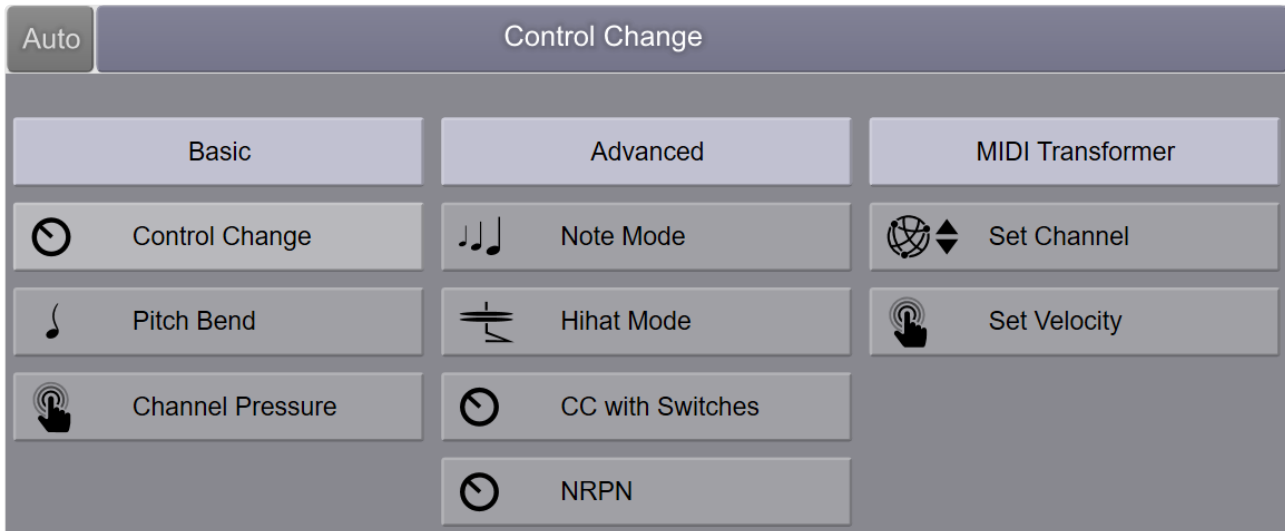 Auto
Control Change
Basic
Advanced
MIDI Transformer
Control Change
Note Mode
Set Channel
Pitch Bend
Hihat Mode
Set Velocity
Channel Pressure
CC with Switches
NRPN